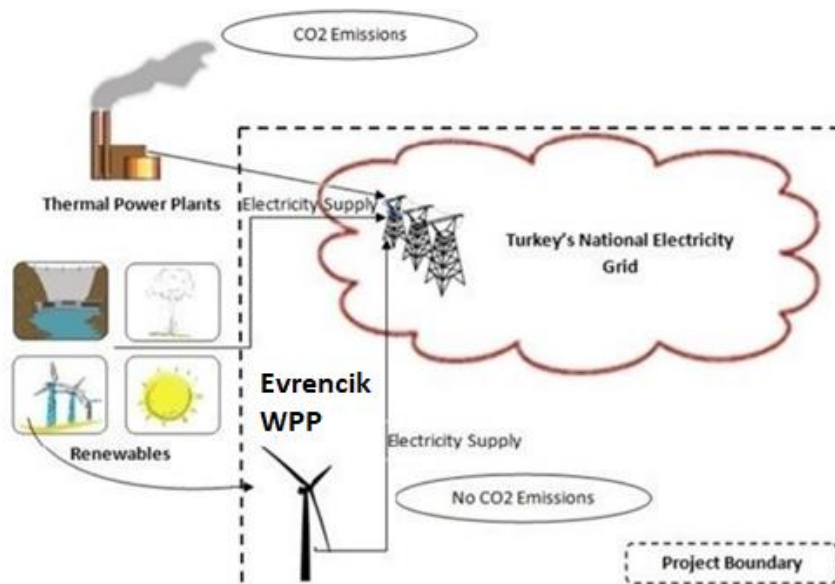 CO2 Emissions
Thermal Power Plants
Electricity Supply
Turkey's National Electricity
Grid
Evrencik
WPP
Renewables
Electricity Supply
No CO2 Emissions
Project Boundary